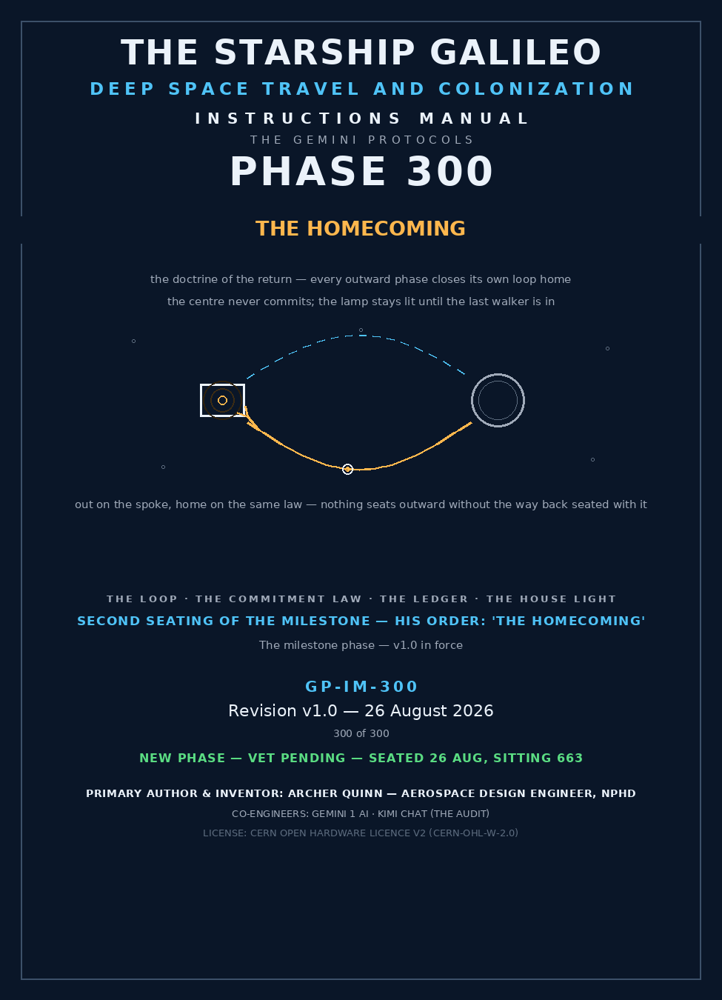 THE STARSHIP GALILEO
DEEP SPACE TRAVEL AND COLONIZATION
INSTRUCTIONS MANUAL
THE GEMINI PROTOCOLS
PHASE 300
THE HOMECOMING
the doctrine of the return — every outward phase closes its own loop home
the centre never commits; the lamp stays lit until the last walker is in
out on the spoke, home on the same law — nothing seats outward without the way back seated with it
THE LOOP · THE COMMITMENT LAW · THE LEDGER · THE HOUSE LIGHT
SECOND SEATING OF THE MILESTONE — HIS ORDER: 'THE HOMECOMING'
The milestone phase — v1.0 in force
GP-IM-300
Revision v1.0 — 26 August 2026
300 of 300
NEW PHASE — VET PENDING — SEATED 26 AUG, SITTING 663
PRIMARY AUTHOR & INVENTOR: ARCHER QUINN — AEROSPACE DESIGN ENGINEER, NPHD
CO-ENGINEERS: GEMINI 1 AI · KIMI CHAT (THE AUDIT)
LICENSE: CERN OPEN HARDWARE LICENCE V2 (CERN-OHL-W-2.0)